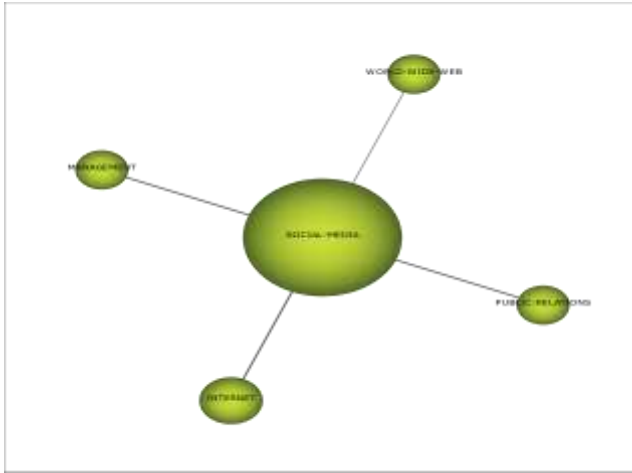 WORLD-WIDE-WEB
MANAGEMENT
SOCIAL-MEDIA
PUBLIC-RELATIONS
INTERNET